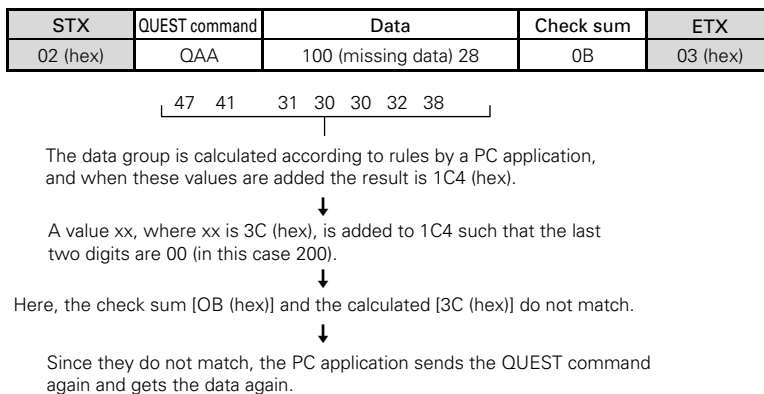 STX QUEST command Data Check sum ETX
02 (hex) QAA 100 (missing data) 28 0B 03 (hex)
47 41 31 30 30 32 38
The data group is calculated according to rules by a PC application,
and when these values are added the result is 1C4 (hex).
A value xx, where xx is 3C (hex), is added to 1C4 such that the last
two digits are 00 (in this case 200).
Here, the check sum [OB (hex)] and the calculated [3C (hex)] do not match.
Since they do not match, the PC application sends the QUEST command
again and gets the data again.